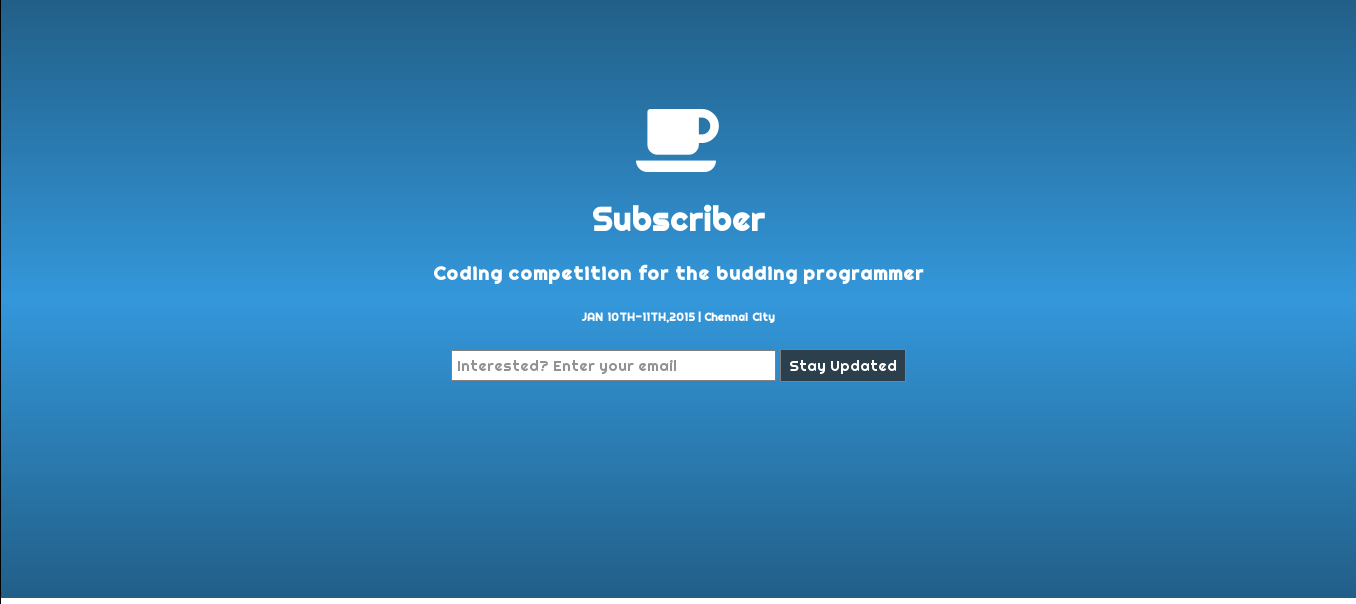 Subscriber
Coding competition for the budding programmer
JAN 10TH-11TH,2015 | Chennai City
Interested? Enter your email
Stay Updated